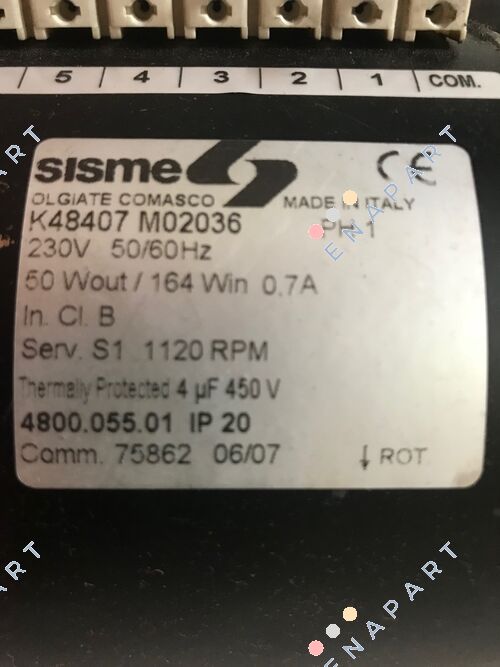 5 4 3 2 1 COM.
sisme CE
OLGIATE COMASCO MADE IN ITALY
K48407 M02036 PH 1
230V 50/60Hz
50 Wout / 164 Win 0.7A
In. Cl. B
Serv. S1 1120 RPM
Thermally Protected 4 µF 450 V
4800.055.01 IP 20
Comm. 75862 06/07 ↓ ROT
ENAPART
ENAPART
ENAPART